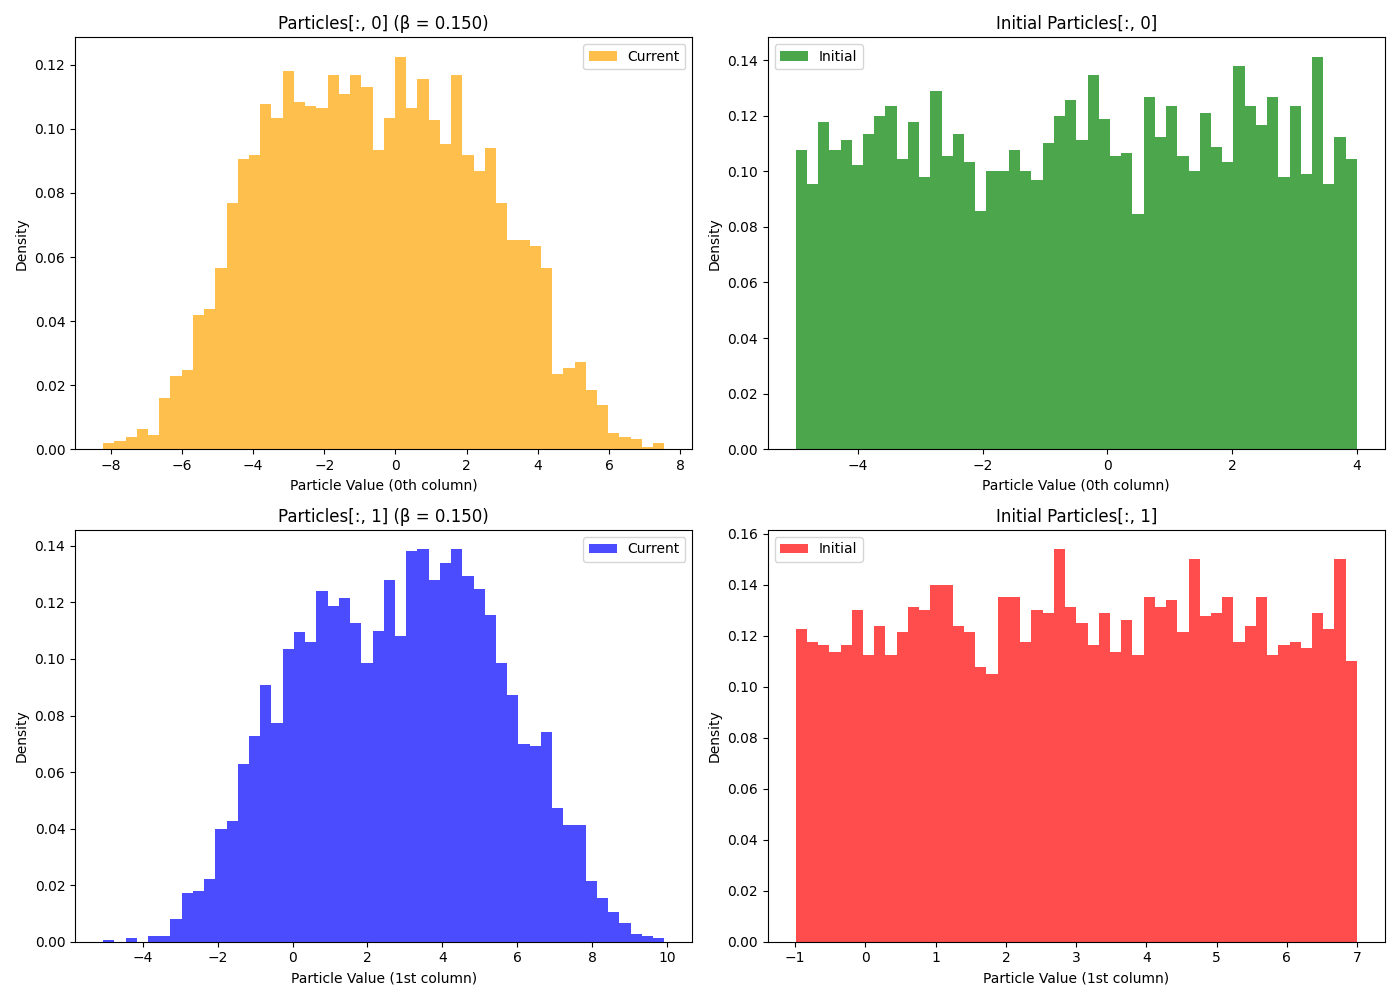 Particles[:, 0] (β = 0.150)
Current
Density
0.12
0.10
0.08
0.06
0.04
0.02
0.00
−8 −6 −4 −2 0 2 4 6 8
Particle Value (0th column)
Initial Particles[:, 0]
Initial
Density
0.14
0.12
0.10
0.08
0.06
0.04
0.02
0.00
−4 −2 0 2 4
Particle Value (0th column)
Particles[:, 1] (β = 0.150)
Current
Density
0.14
0.12
0.10
0.08
0.06
0.04
0.02
0.00
−4 −2 0 2 4 6 8 10
Particle Value (1st column)
Initial Particles[:, 1]
Initial
Density
0.16
0.14
0.12
0.10
0.08
0.06
0.04
0.02
0.00
−1 0 1 2 3 4 5 6 7
Particle Value (1st column)